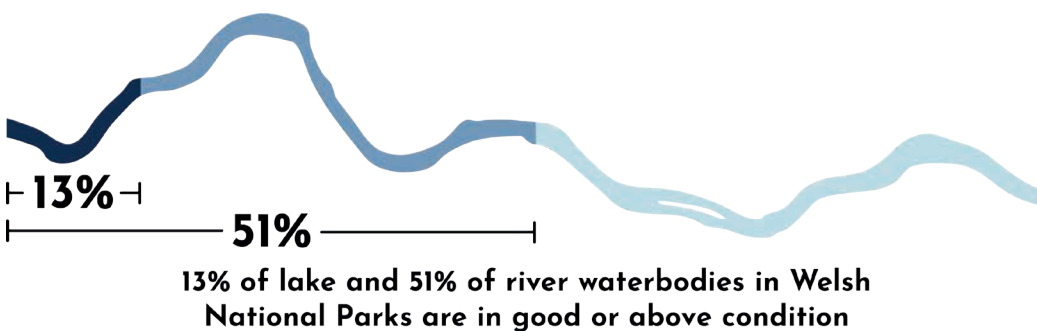 13%
51%
13% of lake and 51% of river waterbodies in Welsh
National Parks are in good or above condition